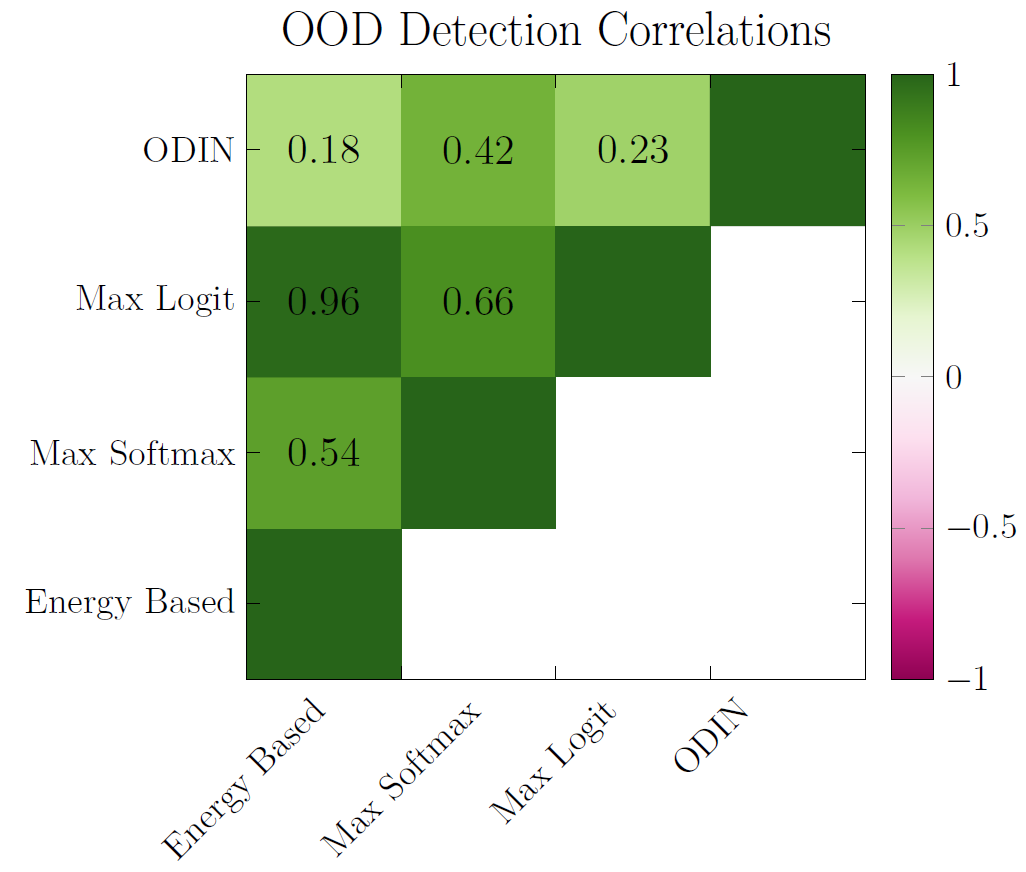 OOD Detection Correlations
ODIN
0.18 0.42 0.23
Max Logit
0.96 0.66
Max Softmax
0.54
Energy Based
Energy Based
Max Softmax
Max Logit
ODIN
1
0.5
0
−0.5
−1